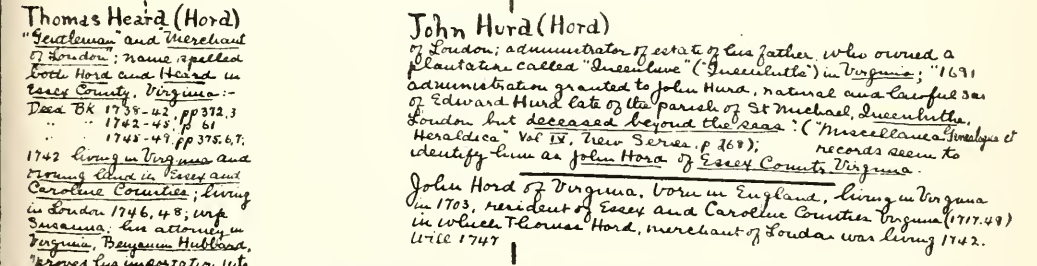 Thomas Heard (Hord)
"Gentleman" and "Merchant
of London"; name spelled
both Hord and Heard in
Essex County, Virginia:-
Deed Bk 1738-42, pp 372,3
" " 1742-45, p 61
" " 1745-49, pp 375,6,7;
1742 living in Virginia and
owning land in Essex and
Caroline Counties; living
in London 1746, 48; wife
Susanna; his attorney in
Virginia, Benjamin Hubbard,
"proves his importation into
John Hurd (Hord)
of London; administrator of estate of his father, who owned a
plantation called "Queenhive" ("Queenhithe") in Virginia; "1691
administration granted to John Hurd, natural and lawful son
of Edward Hurd late of the parish of St Michael, Queenhithe,
London but deceased beyond the seas": ("Miscellanea Genealogica et
Heraldica" Vol IV, New Series, p 368); records seem to
identify him as John Hord of Essex County Virginia.
John Hord of Virginia, born in England, living in Virginia
in 1703, resident of Essex and Caroline Counties Virginia (1717-49)
in which Thomas Hord, merchant of London was living 1742.
Will 1747